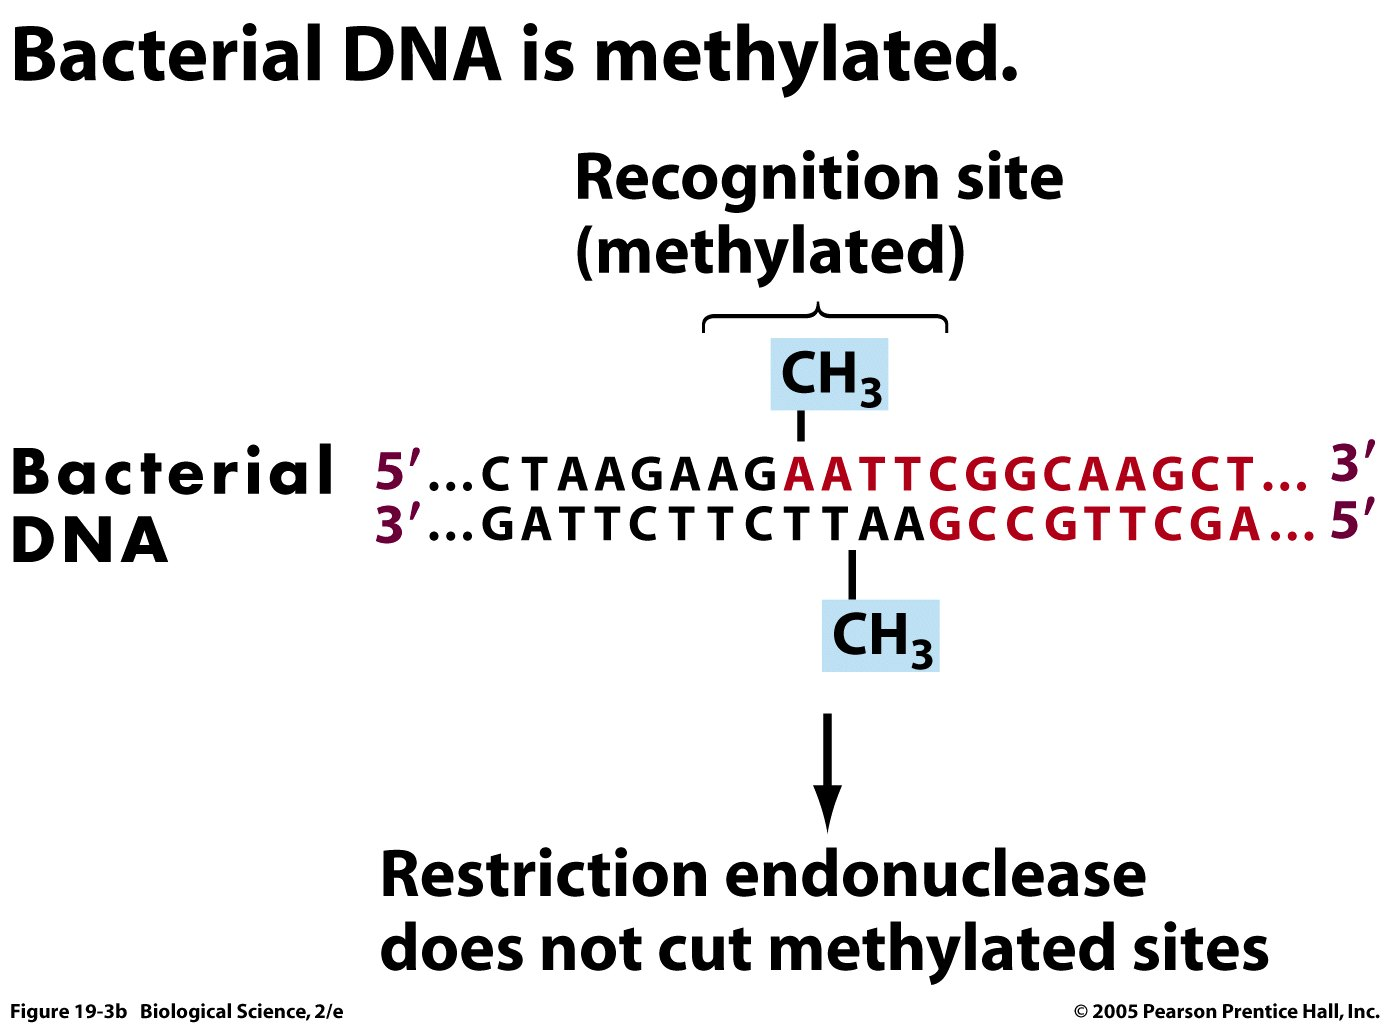 Bacterial DNA is methylated.
Recognition site
(methylated)
CH₃
Bacterial 5′...CTAAGAAGAATTCGGCAAGCT... 3′
DNA 3′...GATTCTTCTTAAGCCGTTCGA... 5′
CH₃
Restriction endonuclease
does not cut methylated sites
Figure 19-3b Biological Science, 2/e © 2005 Pearson Prentice Hall, Inc.